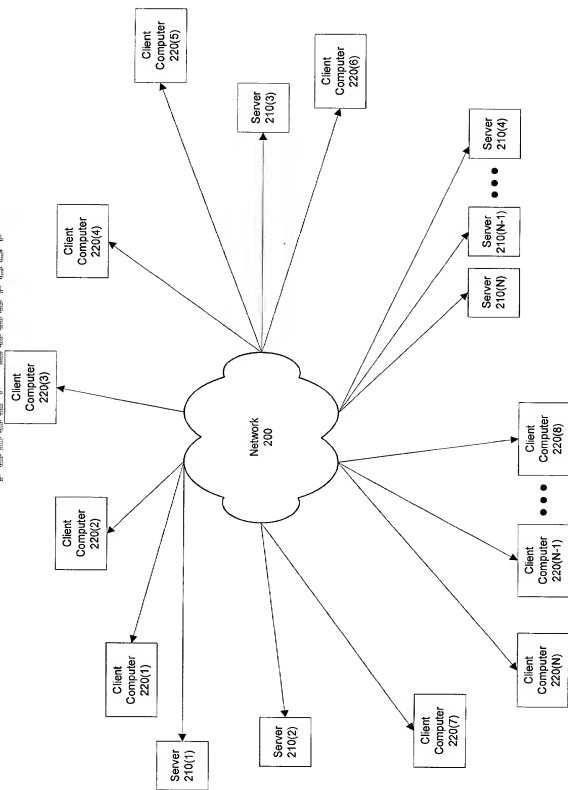 Client
Computer
220(5)
Server
210(3)
Client
Computer
220(6)
Client
Computer
220(4)
Server
210(4)
Server
210(N-1)
Server
210(N)
Client
Computer
220(3)
Network
200
Client
Computer
220(8)
Client
Computer
220(2)
Client
Computer
220(N-1)
Client
Computer
220(1)
Server
210(1)
Server
210(2)
Client
Computer
220(7)
Client
Computer
220(N)